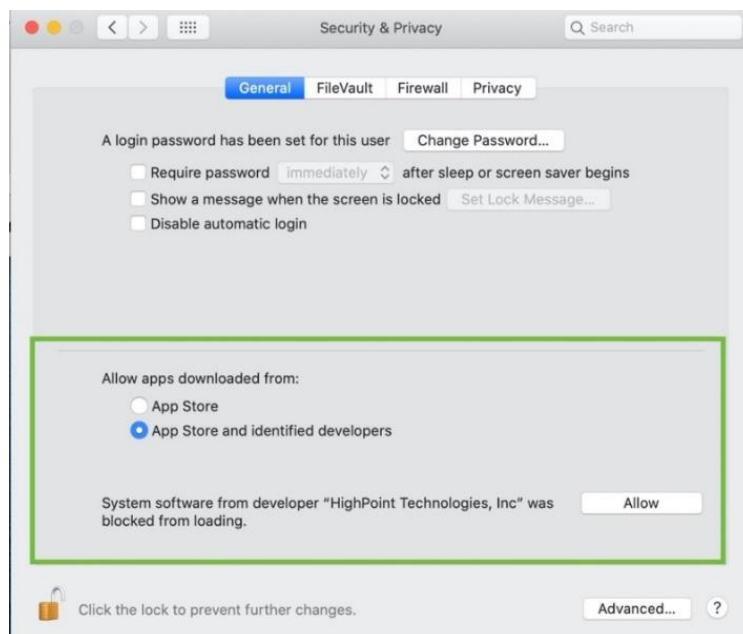 Security & Privacy
Search
General
FileVault
Firewall
Privacy
A login password has been set for this user
Change Password...
Require password
immediately
after sleep or screen saver begins
Show a message when the screen is locked
Set Lock Message...
Disable automatic login
Allow apps downloaded from:
App Store
App Store and identified developers
System software from developer “HighPoint Technologies, Inc” was
blocked from loading.
Allow
Click the lock to prevent further changes.
Advanced...
?